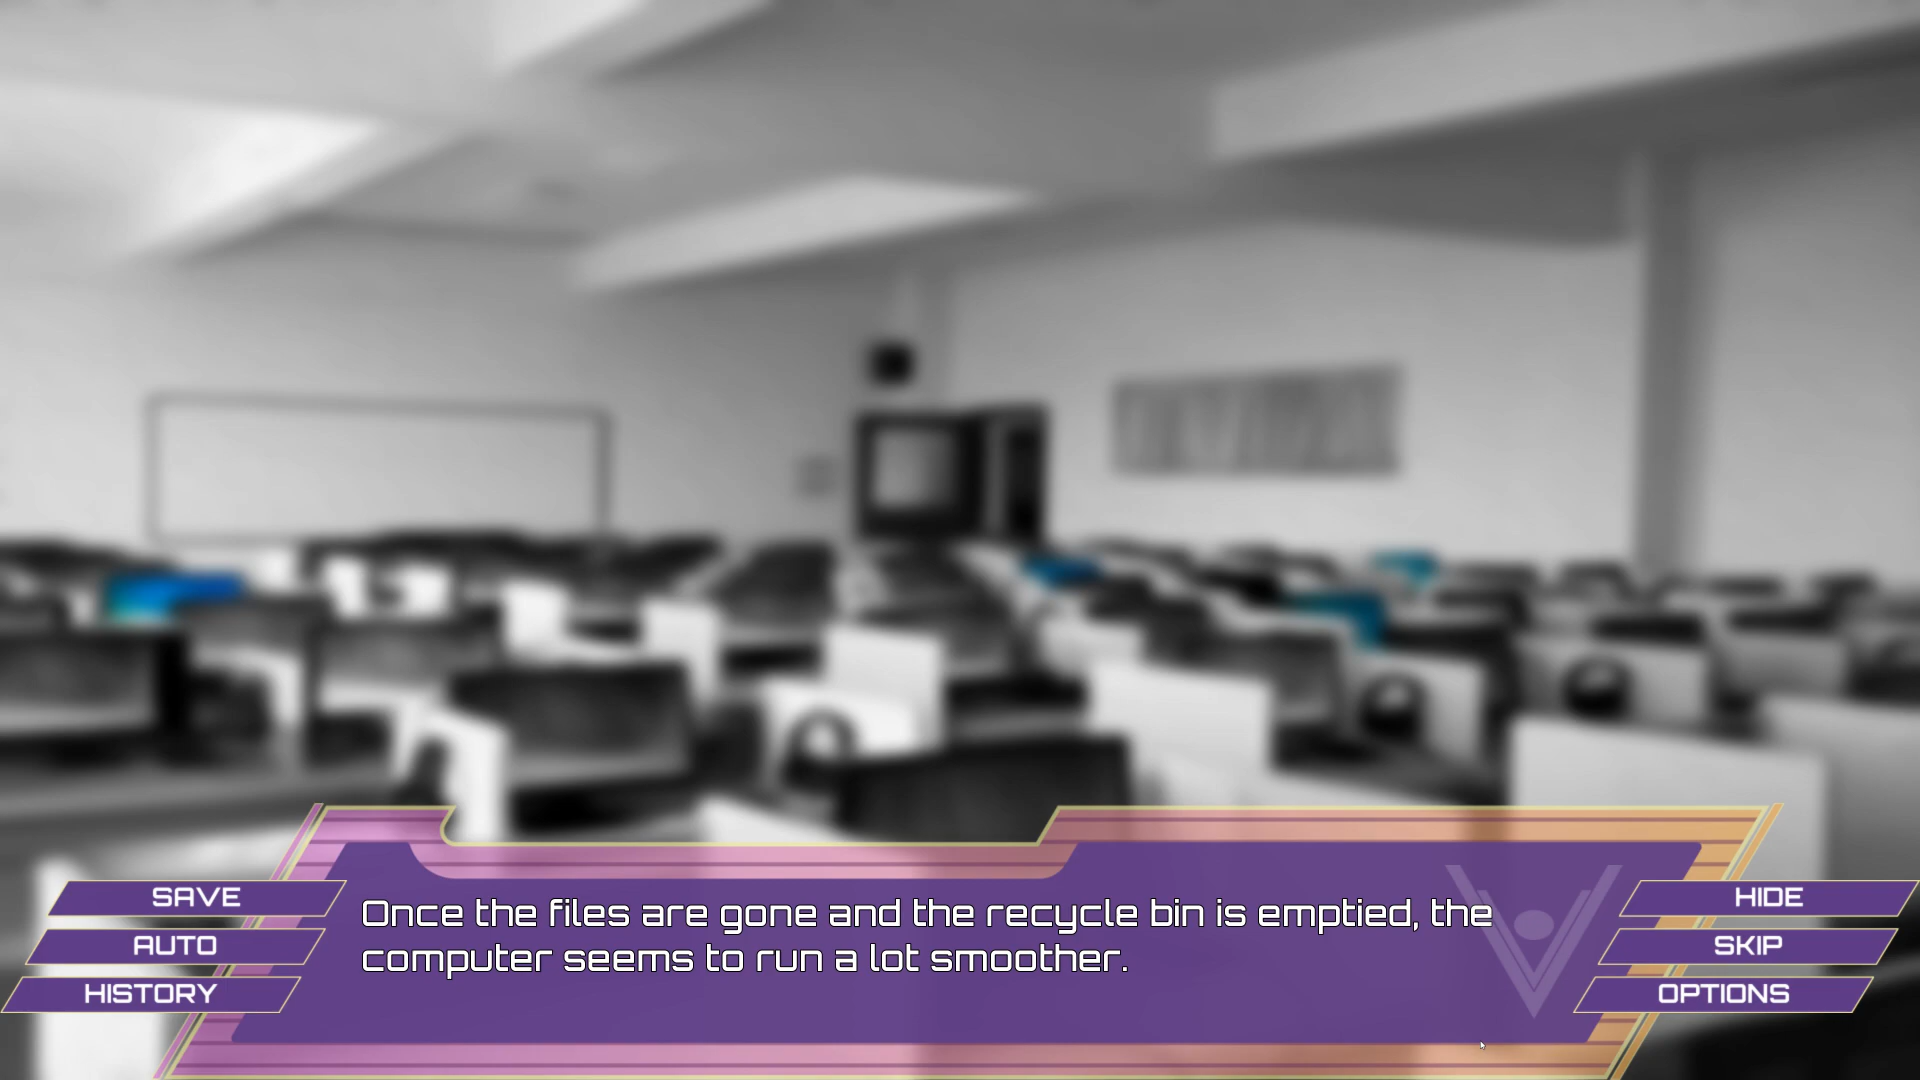 Once the files are gone and the recycle bin is emptied, the
computer seems to run a lot smoother.
SAVE
AUTO
HISTORY
HIDE
SKIP
OPTIONS